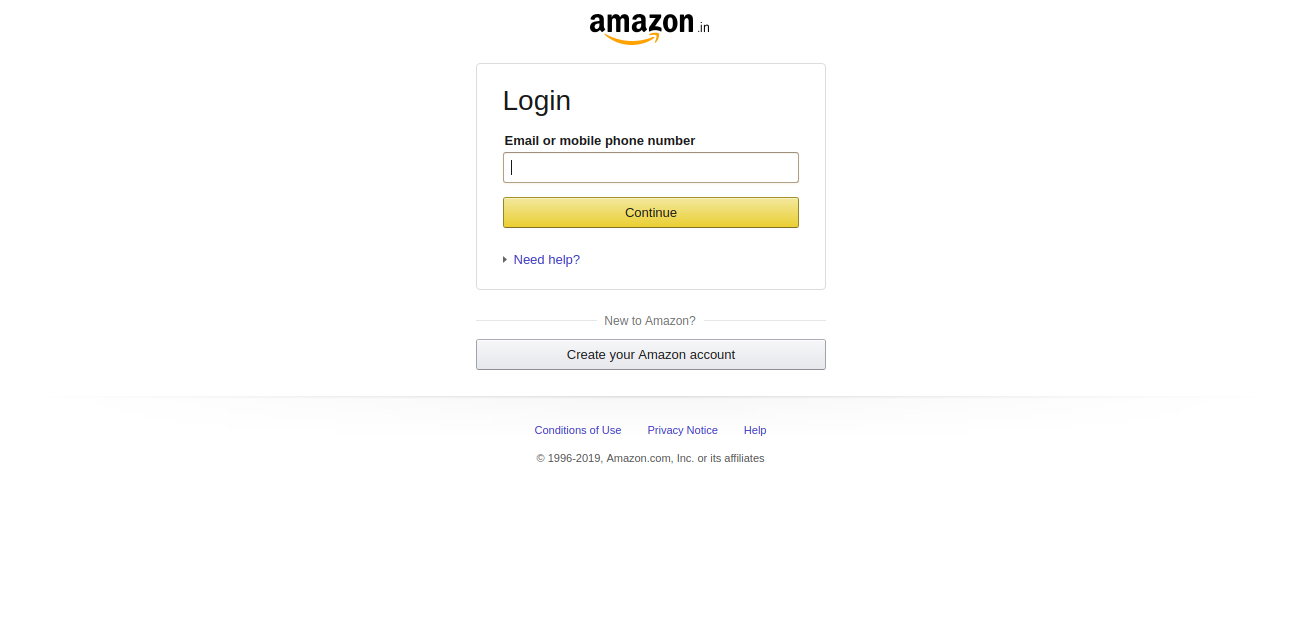 amazon.in
Login
Email or mobile phone number
Continue
Need help?
New to Amazon?
Create your Amazon account
Conditions of Use Privacy Notice Help
© 1996-2019, Amazon.com, Inc. or its affiliates